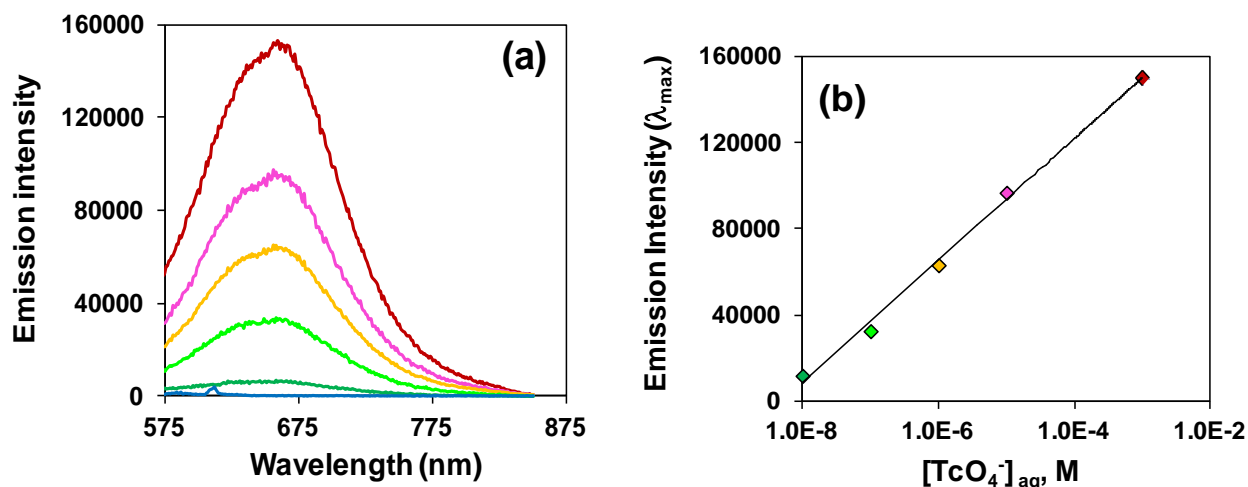 (a)
Emission intensity
160000
120000
80000
40000
0
575
675
775
875
Wavelength (nm)
(b)
Emission Intensity (λmax)
160000
120000
80000
40000
0
1.0E-8
1.0E-6
1.0E-4
1.0E-2
[TcO4-]aq, M